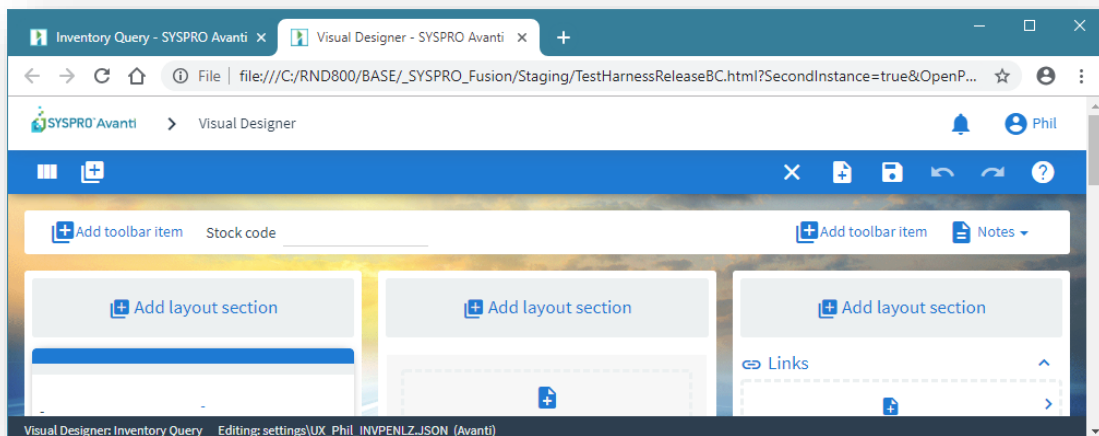 Inventory Query - SYSPRO Avanti
Visual Designer - SYSPRO Avanti
File file:///C:/RND800/BASE/_SYSPRO_Fusion/Staging/TestHarnessReleaseBC.html?SecondInstance=true&OpenP...
SYSPRO Avanti Visual Designer Phil
Add toolbar item Stock code Add toolbar item Notes
Add layout section Add layout section Add layout section
Links
Visual Designer: Inventory Query Editing: settings\UX_Phil_INVPENLZ.JSON (Avanti)